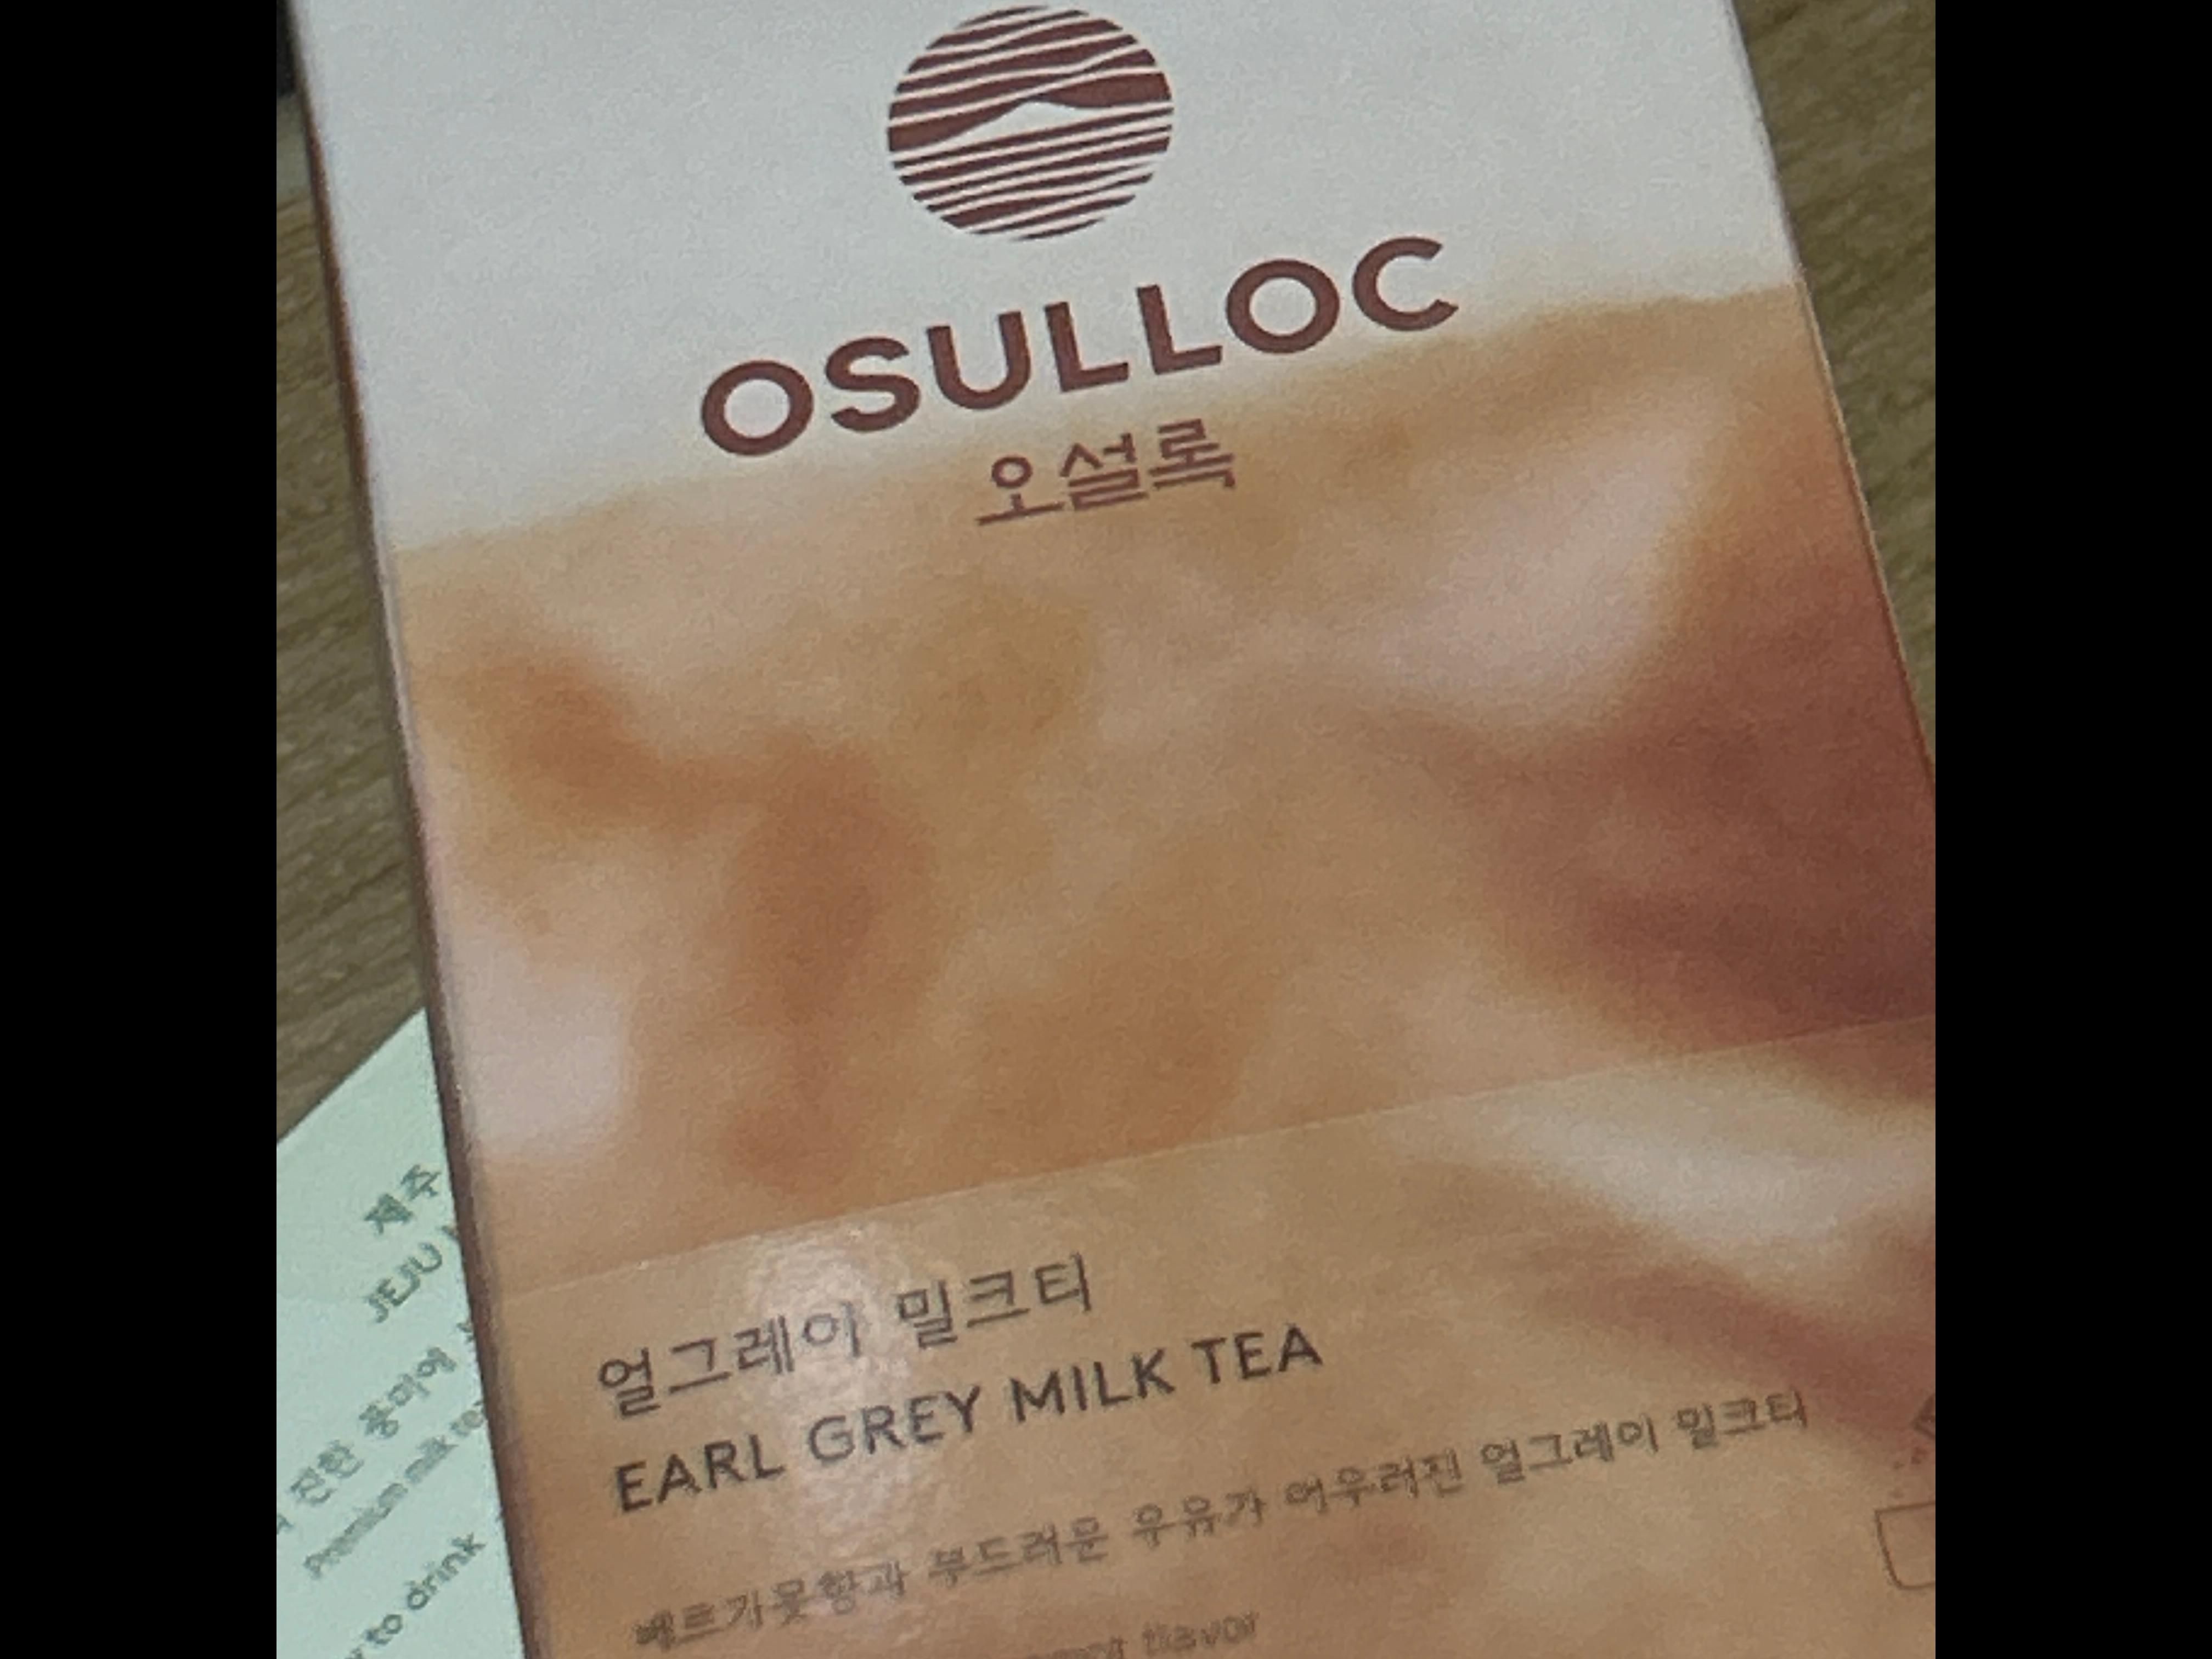 OSULLOC
오설록
얼그레이 밀크티
EARL GREY MILK TEA
베르가못향과 부드러운 우유가 어우러진 얼그레이 밀크티
flavor
제주
JEJU
진한 풍미에
Premium milk tea
to drink